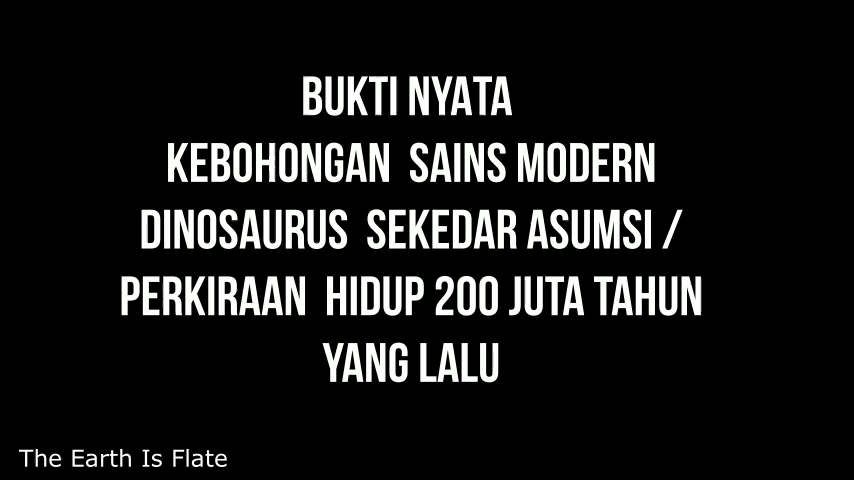 BUKTI NYATA
KEBOHONGAN SAINS MODERN
DINOSAURUS SEKEDAR ASUMSI /
PERKIRAAN HIDUP 200 JUTA TAHUN
YANG LALU
The Earth Is Flate